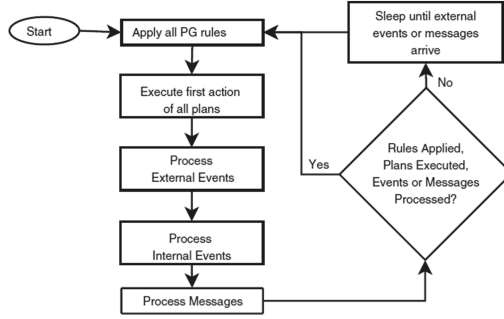 Start
Apply all PG rules
Execute first action
of all plans
Process
External Events
Process
Internal Events
Process Messages
Rules Applied,
Plans Executed,
Events or Messages
Processed?
Yes
No
Sleep until external
events or messages
arrive